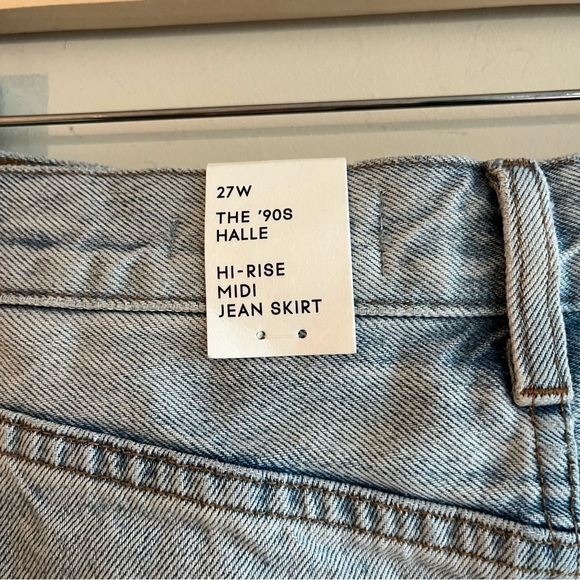 27W
THE '90S
HALLE
HI-RISE
MIDI
JEAN SKIRT